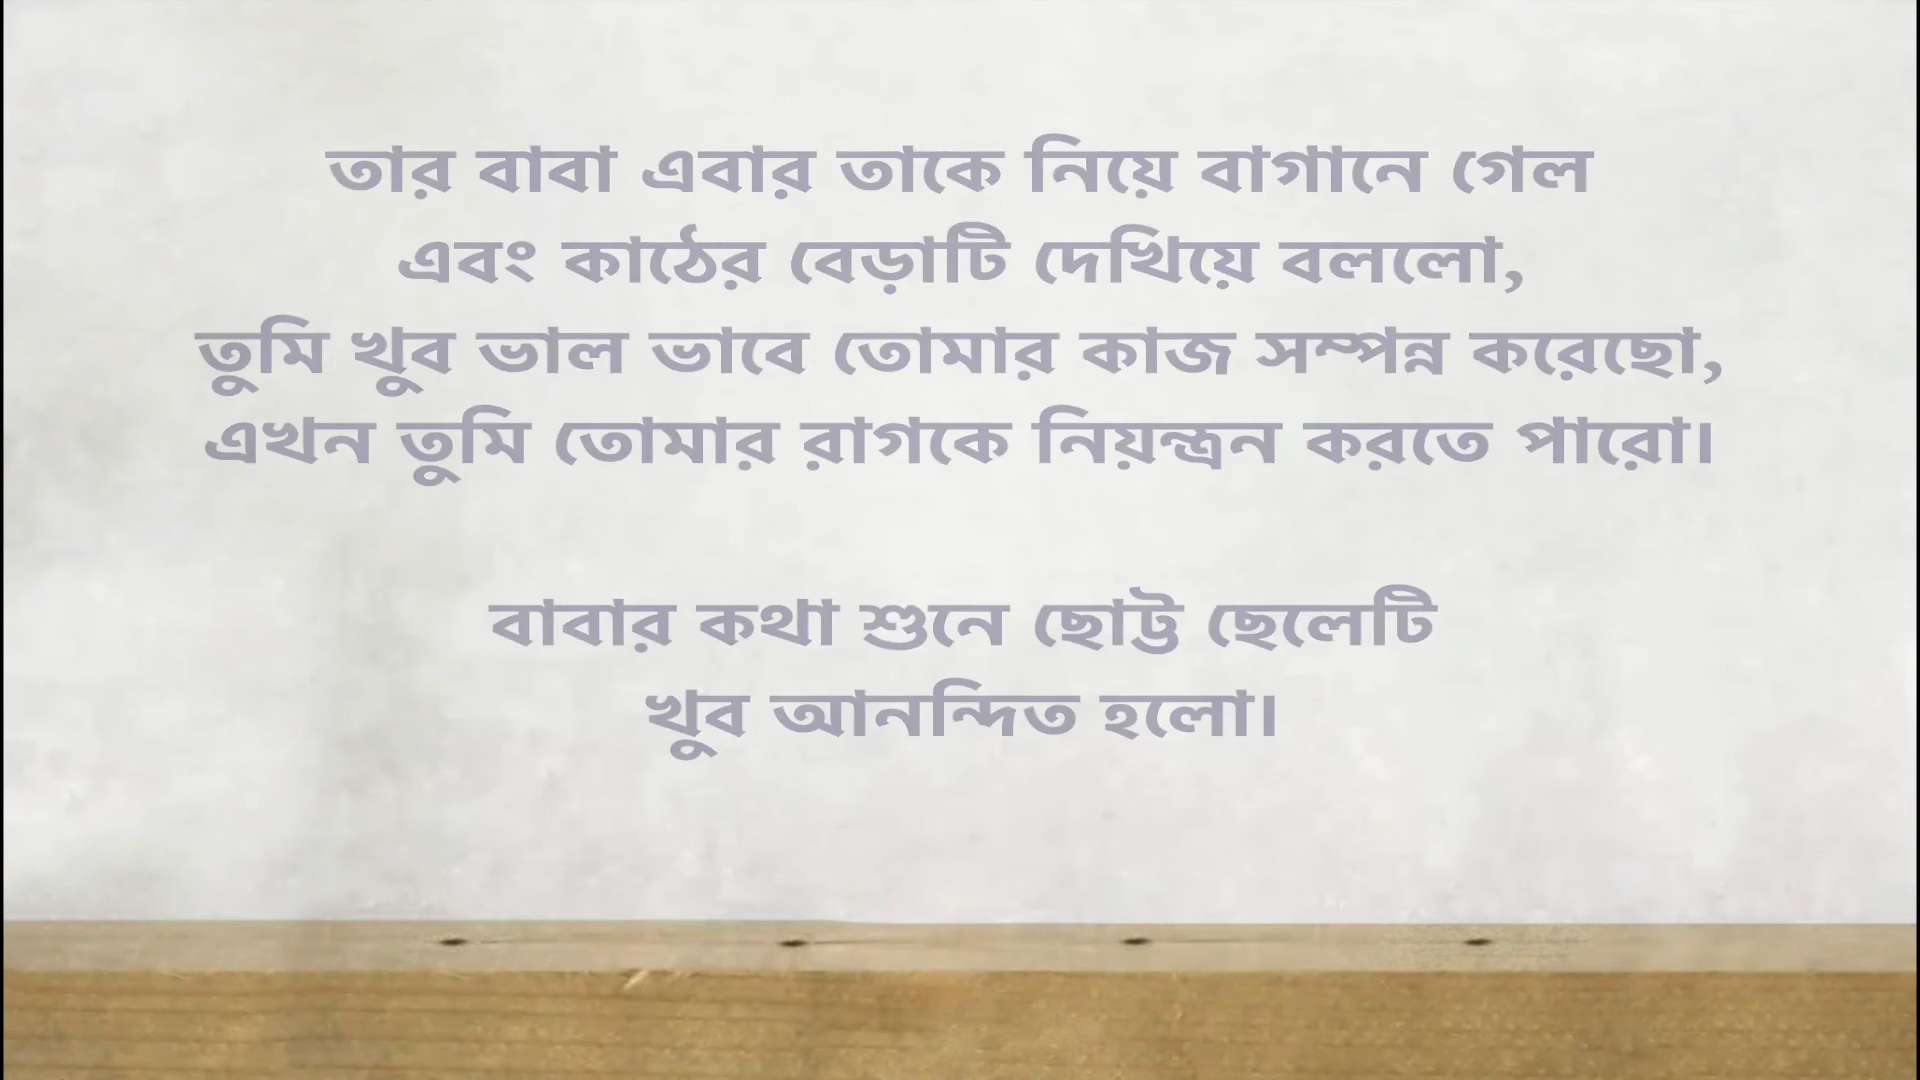 তার বাবা এবার তাকে নিয়ে বাগানে গেল
এবং কাঠের বেড়াটি দেখিয়ে বললো,
তুমি খুব ভাল ভাবে তোমার কাজ সম্পন্ন করেছো,
এখন তুমি তোমার রাগকে নিয়ন্ত্রন করতে পারো।
বাবার কথা শুনে ছোট্ট ছেলেটি
খুব আনন্দিত হলো।